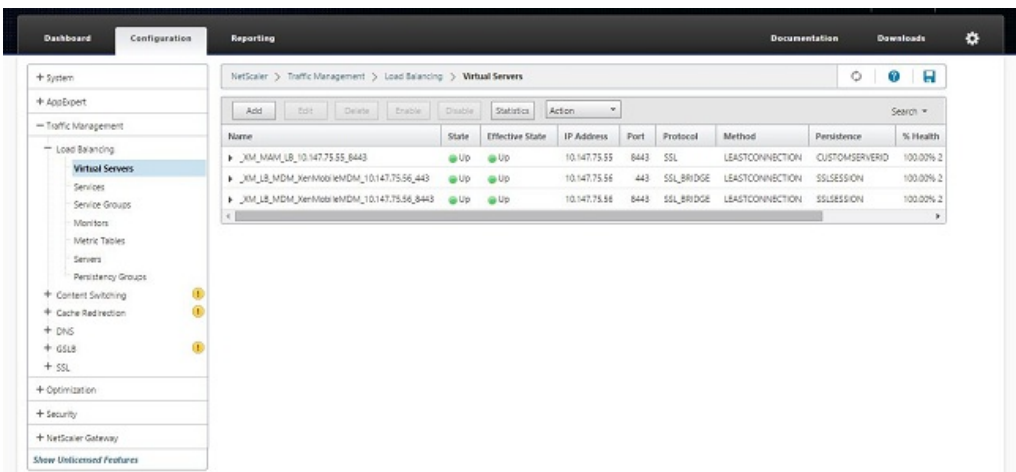 Dashboard Configuration Reporting Documentation Downloads
+ System
+ AppExpert
− Traffic Management
− Load Balancing
Virtual Servers
Services
Service Groups
Monitors
Metric Tables
Servers
Persistency Groups
+ Content Switching
+ Cache Redirection
+ DNS
+ GSLB
+ SSL
+ Optimization
+ Security
+ NetScaler Gateway
Show Unlicensed Features
NetScaler > Traffic Management > Load Balancing > Virtual Servers
Add Edit Delete Enable Disable Statistics Action Search
Name State Effective State IP Address Port Protocol Method Persistence % Health
_XM_MAM_LB_10.147.75.55_8443 Up Up 10.147.75.55 8443 SSL LEASTCONNECTION CUSTOMSERVERID 100.00% 2
_XM_LB_MDM_XenMobileMDM_10.147.75.56_443 Up Up 10.147.75.56 443 SSL_BRIDGE LEASTCONNECTION SSLSESSION 100.00% 2
_XM_LB_MDM_XenMobileMDM_10.147.75.56_8443 Up Up 10.147.75.56 8443 SSL_BRIDGE LEASTCONNECTION SSLSESSION 100.00% 2